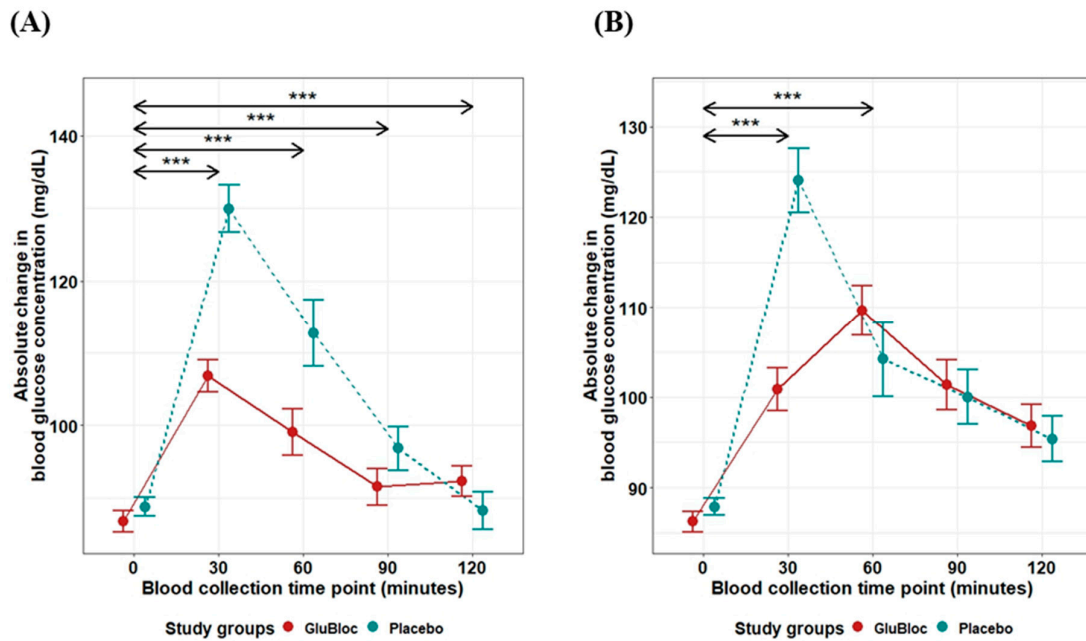 (A)
Absolute change in
blood glucose concentration (mg/dL)
140
120
100
***
***
***
***
0 30 60 90 120
Blood collection time point (minutes)
Study groups GluBloc Placebo
(B)
Absolute change in
blood glucose concentration (mg/dL)
130
120
110
100
90
***
***
0 30 60 90 120
Blood collection time point (minutes)
Study groups GluBloc Placebo